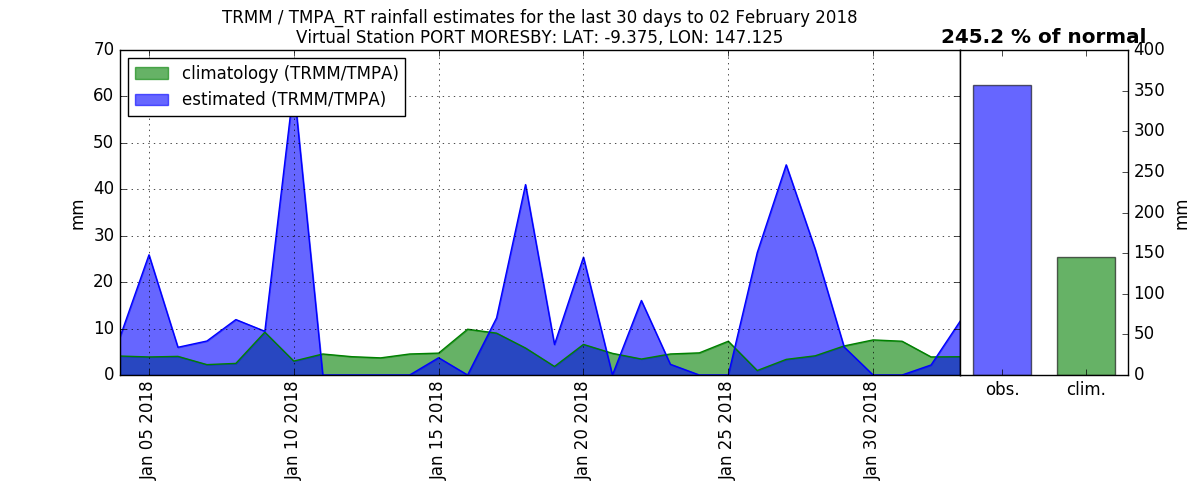 TRMM / TMPA_RT rainfall estimates for the last 30 days to 02 February 2018
Virtual Station PORT MORESBY: LAT: -9.375, LON: 147.125
245.2 % of normal
climatology (TRMM/TMPA)
estimated (TRMM/TMPA)
70
60
50
40
30
20
10
0
mm
Jan 05 2018
Jan 10 2018
Jan 15 2018
Jan 20 2018
Jan 25 2018
Jan 30 2018
obs.
clim.
400
350
300
250
200
150
100
50
0
mm